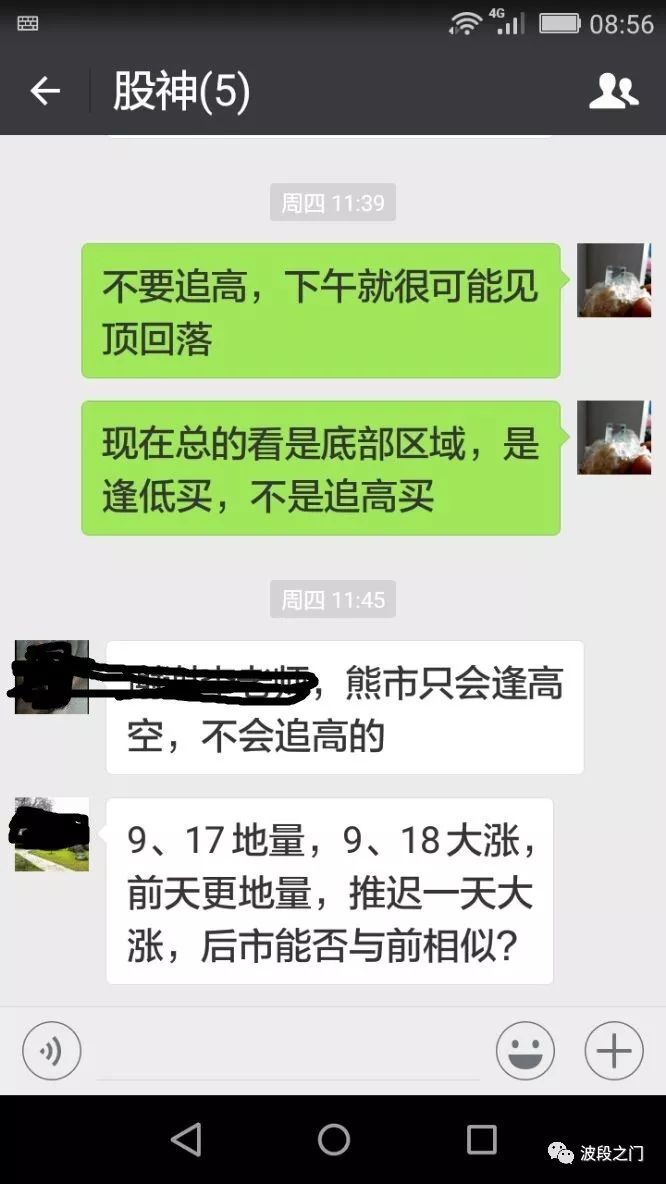 4G
08:56
股神(5)
周四 11:39
不要追高，下午就很可能见
顶回落
现在总的看是底部区域，是
逢低买，不是追高买
周四 11:45
，熊市只会逢高
空，不会追高的
9、17地量，9、18大涨，
前天更地量，推迟一天大
涨，后市能否与前相似？
波段之门